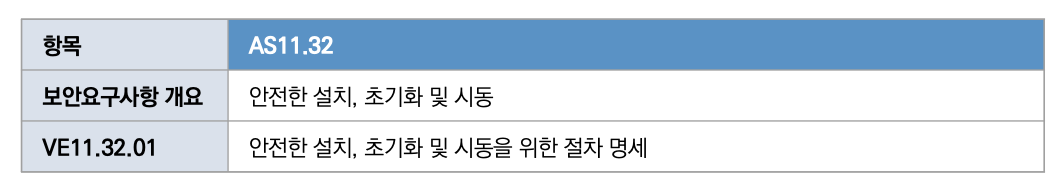 항목 AS11.32
보안요구사항 개요 안전한 설치, 초기화 및 시동
VE11.32.01 안전한 설치, 초기화 및 시동을 위한 절차 명세